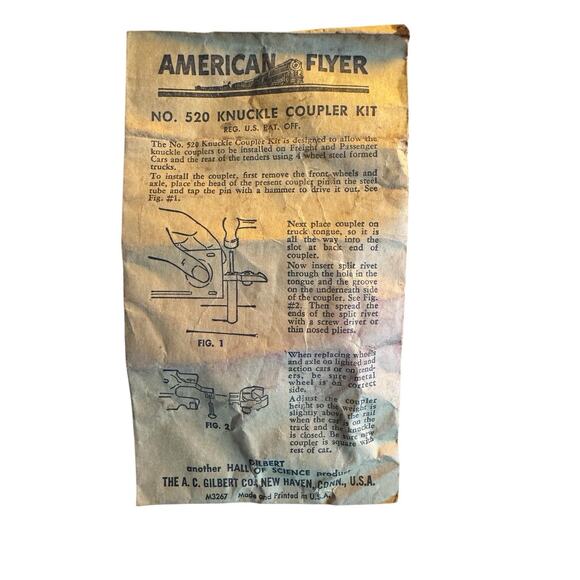 AMERICAN FLYER
NO. 520 KNUCKLE COUPLER KIT
REG. U.S. PAT. OFF.
The No. 520 Knuckle Coupler Kit is designed to allow the
knuckle couplers to be installed on Freight and Passenger
Cars and the rear of the tenders using 4 wheel steel formed
trucks.
To install the coupler, first remove the front wheels and
axle, place the head of the present coupler pin in the steel
tube and tap the pin with a hammer to drive it out. See
Fig. #1.
Next place coupler on
truck tongue, so it is
all the way into the
slot at back end of
coupler.
Now insert split rivet
through the hole in the
tongue and the groove
on the underneath side
of the coupler. See Fig.
#2. Then spread the
ends of the split rivet
with a screw driver or
thin nosed pliers.
FIG. 1
When replacing wheels
and axle on lighted and
action cars or on tend-
ers, be sure metal
wheel is on correct
side.
Adjust the coupler
height so the weight is
slightly above the rail
when the car is on the
track and the knuckle
is closed. Be sure new
coupler is square with
rest of car.
FIG. 2
GILBERT
another HALL OF SCIENCE product
THE A. C. GILBERT CO., NEW HAVEN, CONN., U.S.A.
M3267 Made and Printed in U.S.A.